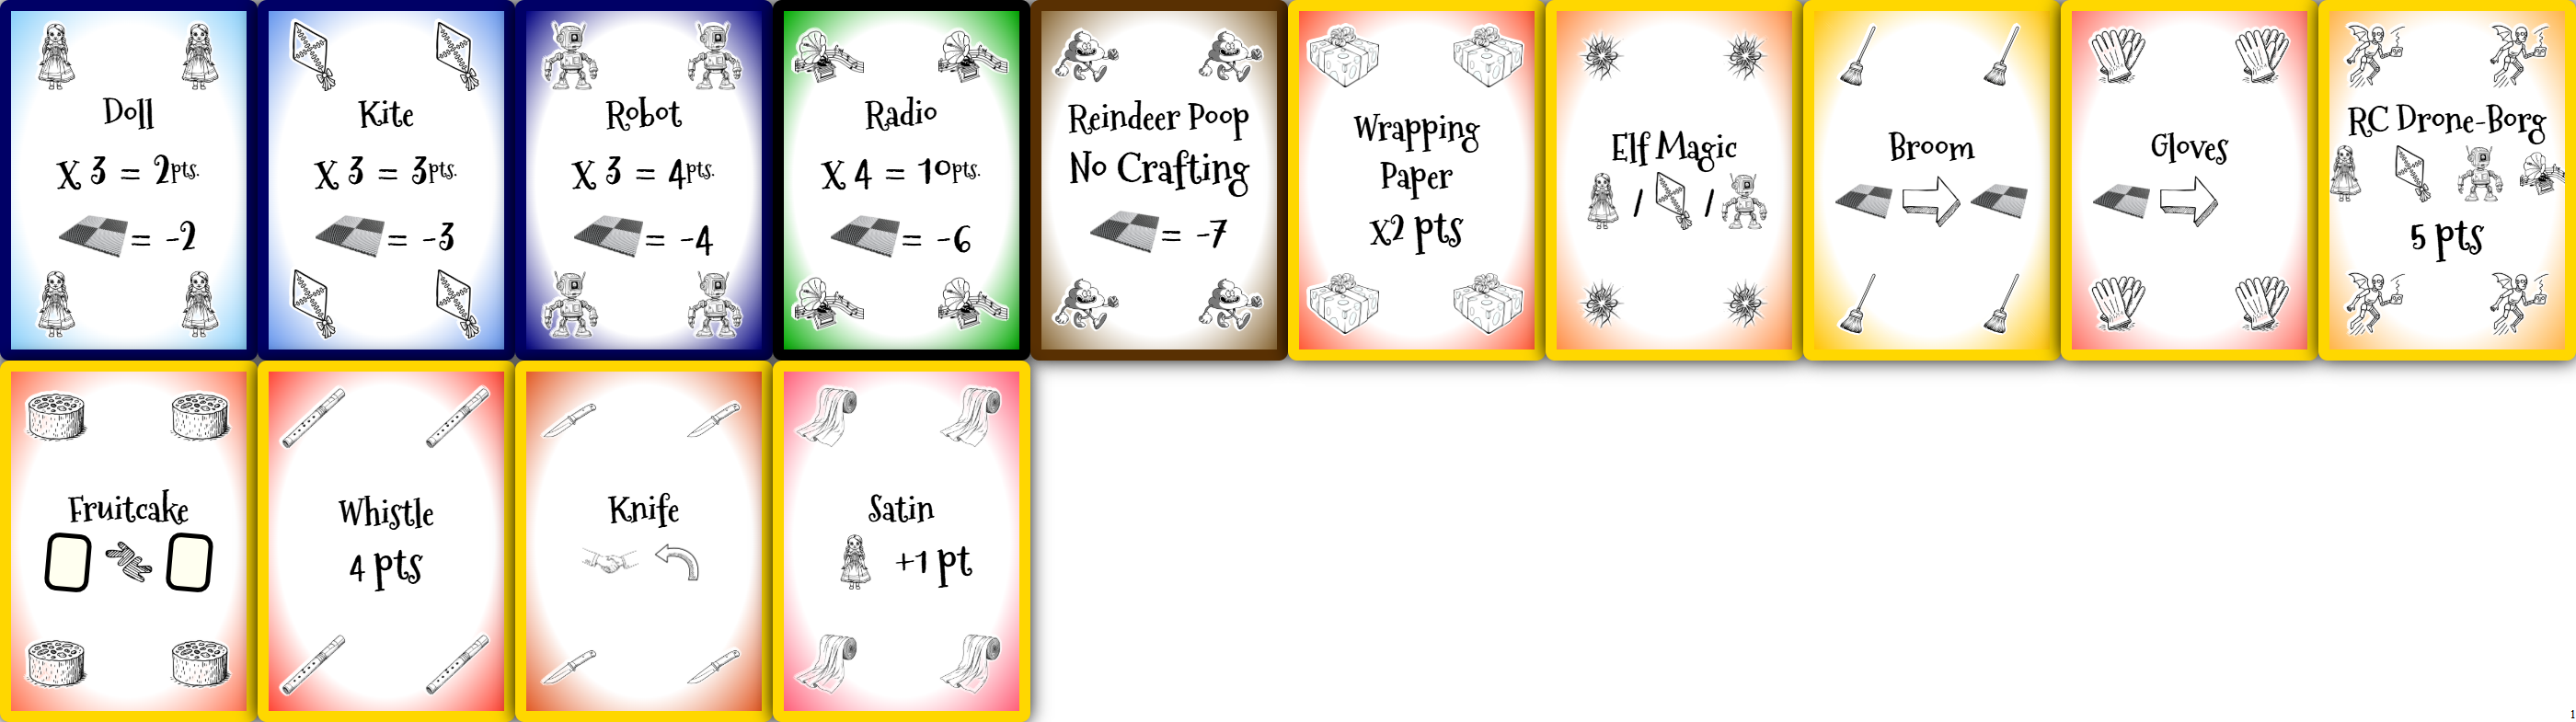 Doll
X 3 = 2pts.
= -2
Kite
X 3 = 3pts.
= -3
Robot
X 3 = 4pts.
= -4
Radio
X 4 = 10pts.
= -6
Reindeer Poop
No Crafting
= -7
Wrapping
Paper
X2 pts
Elf Magic
/ /
Broom
Gloves
RC Drone-Borg
5 pts
Fruitcake
Whistle
4 pts
Knife
Satin
+1 pt
1